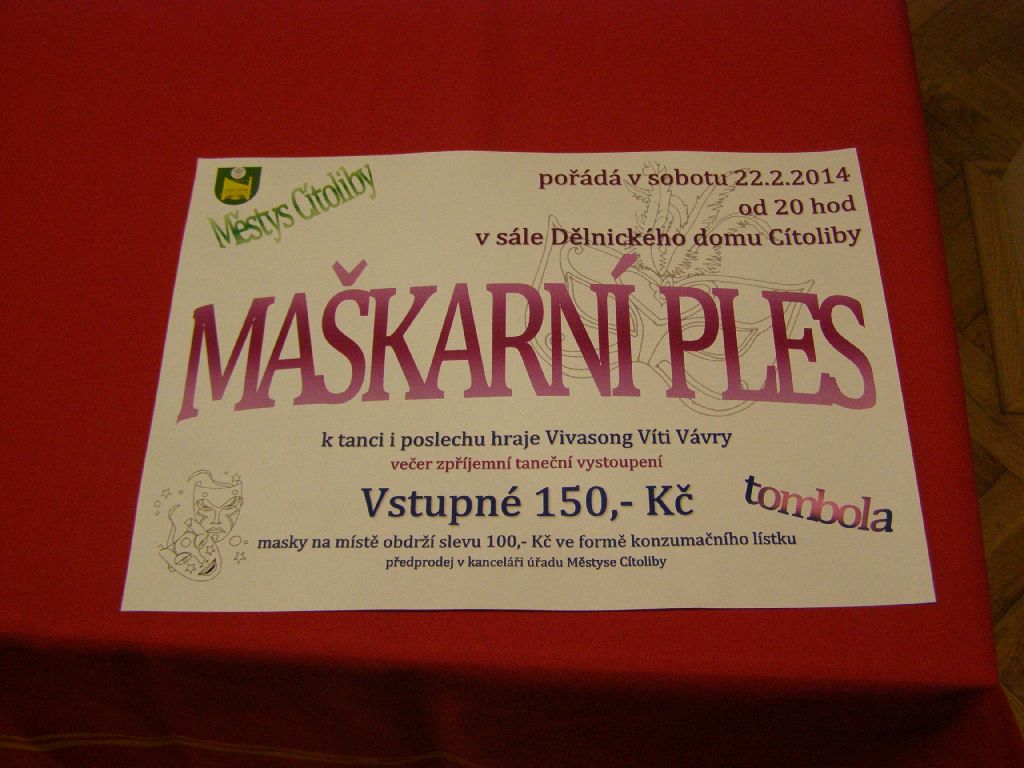 Městys Cítoliby
pořádá v sobotu 22.2.2014
od 20 hod
v sále Dělnického domu Cítoliby
MAŠKARNÍ PLES
k tanci i poslechu hraje Vivasong Víti Vávry
večer zpříjemní taneční vystoupení
Vstupné 150,- Kč
tombola
masky na místě obdrží slevu 100,- Kč ve formě konzumačního lístku
předprodej v kanceláři úřadu Městyse Cítoliby